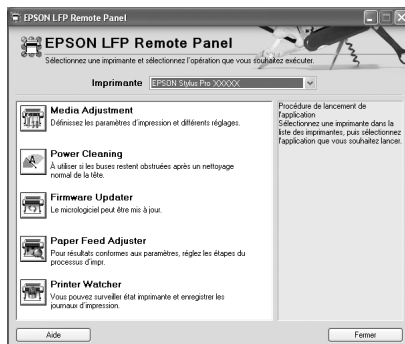 EPSON LFP Remote Panel
EPSON LFP Remote Panel
Sélectionnez une imprimante et sélectionnez l'opération que vous souhaitez exécuter.
Imprimante
EPSON Stylus Pro XXXXX
Media Adjustment
Définissez les paramètres d'impression et différents réglages.
Power Cleaning
À utiliser si les buses restent obstruées après un nettoyage
normal de la tête.
Firmware Updater
Le micrologiciel peut être mis à jour.
Paper Feed Adjuster
Pour résultats conformes aux paramètres, réglez les étapes du
processus d'impr.
Printer Watcher
Vous pouvez surveiller état imprimante et enregistrer les
journaux d'impression.
Procédure de lancement de
l'application
Sélectionnez une imprimante dans la
liste des imprimantes, puis sélectionnez
l'application que vous souhaitez lancer.
Aide
Fermer